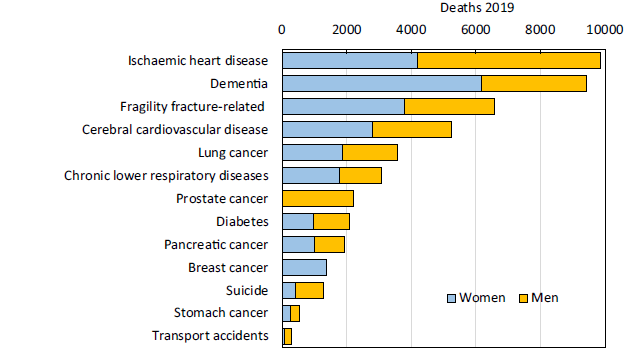 Deaths 2019
0 2000 4000 6000 8000 10000
Ischaemic heart disease
Dementia
Fragility fracture-related
Cerebral cardiovascular disease
Lung cancer
Chronic lower respiratory diseases
Prostate cancer
Diabetes
Pancreatic cancer
Breast cancer
Suicide
Women Men
Stomach cancer
Transport accidents